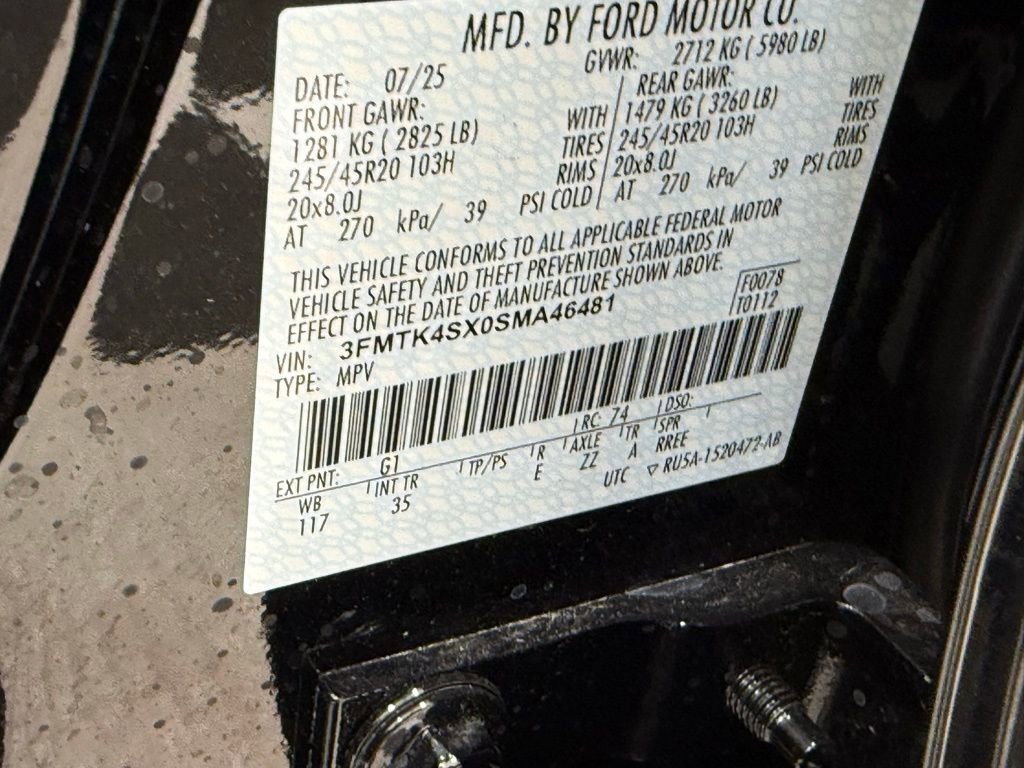 MFD. BY FORD MOTOR CO.
DATE: 07/25 GVWR: 2712 KG ( 5980 LB)
FRONT GAWR: REAR GAWR:
1281 KG ( 2825 LB) WITH 1479 KG ( 3260 LB) WITH
245/45R20 103H TIRES 245/45R20 103H TIRES
20x8.0J RIMS 20x8.0J RIMS
AT 270 kPa/ 39 PSI COLD AT 270 kPa/ 39 PSI COLD
THIS VEHICLE CONFORMS TO ALL APPLICABLE FEDERAL MOTOR
VEHICLE SAFETY AND THEFT PREVENTION STANDARDS IN
EFFECT ON THE DATE OF MANUFACTURE SHOWN ABOVE.
F0078
VIN: 3FMTK4SX0SMA46481 T0112
TYPE: MPV
EXT PNT: G1 RC: 74 DSO:
WB INT TR TP/PS R AXLE TR SPR
117 35 E ZZ A RREE
UTC ▽ RU5A-1520472-AB